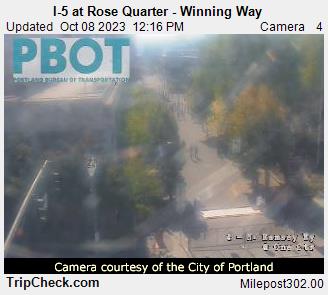 I-5 at Rose Quarter - Winning Way
Updated Oct 08 2023 12:16 PM Camera 4
PBOT
PORTLAND BUREAU OF TRANSPORTATION
Camera courtesy of the City of Portland
TripCheck.com Milepost302.00